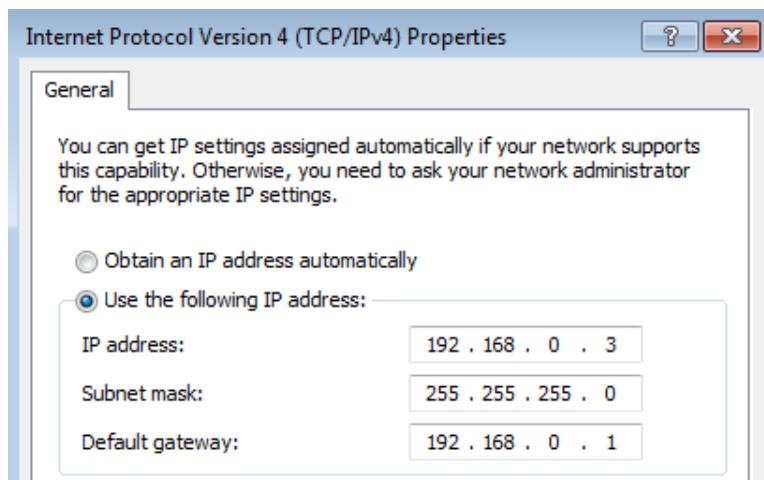 Internet Protocol Version 4 (TCP/IPv4) Properties
General
You can get IP settings assigned automatically if your network supports
this capability. Otherwise, you need to ask your network administrator
for the appropriate IP settings.
Obtain an IP address automatically
Use the following IP address:
IP address: 192 . 168 . 0 . 3
Subnet mask: 255 . 255 . 255 . 0
Default gateway: 192 . 168 . 0 . 1